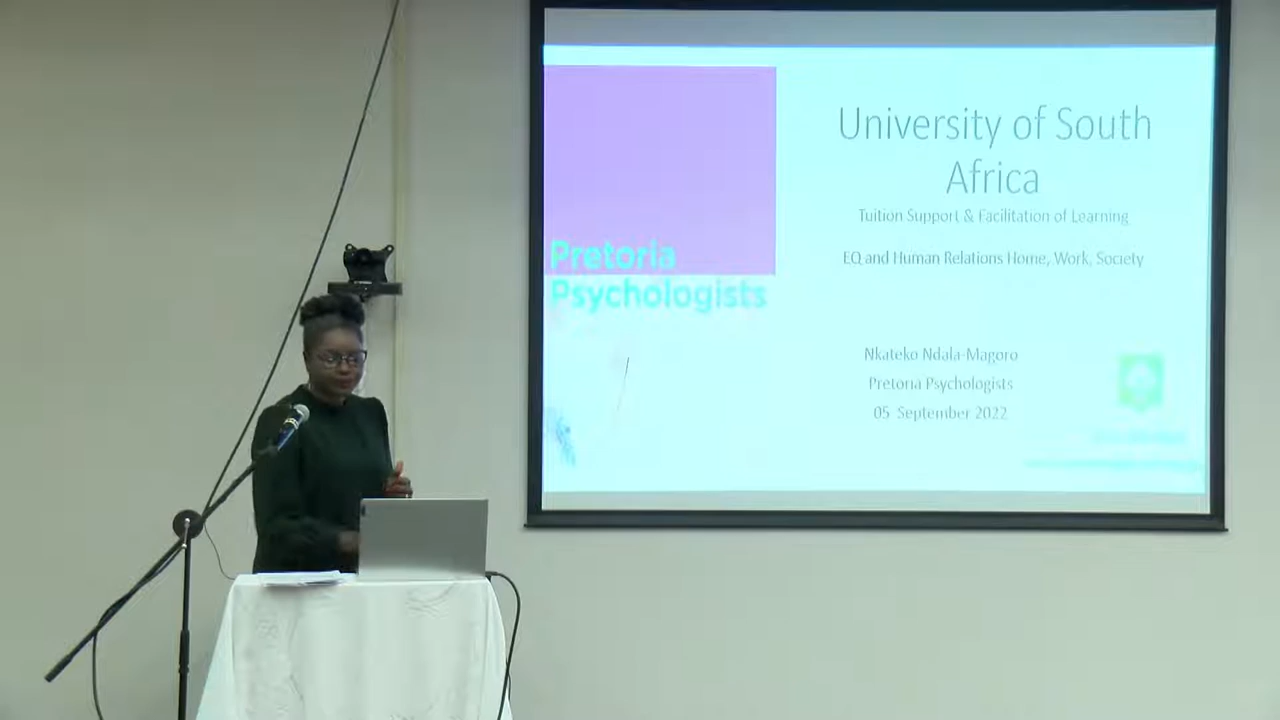 Pretoria
Psychologists
University of South
Africa
Tuition Support & Facilitation of Learning
EQ and Human Relations Home, Work, Society
Nkateko Ndala-Magoro
Pretoria Psychologists
05 September 2022